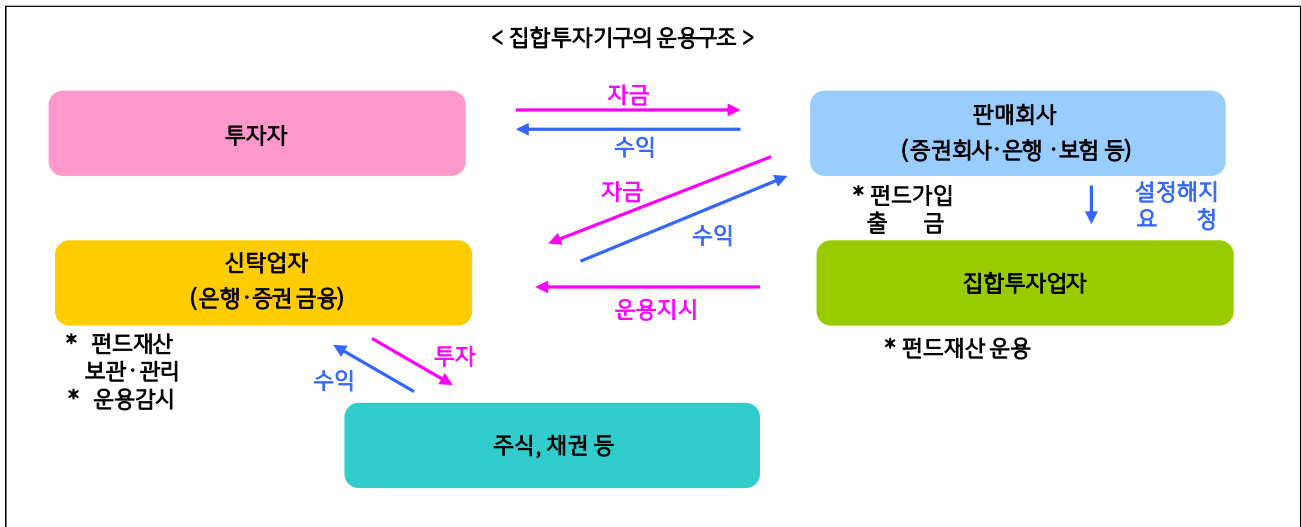 < 집합투자기구의 운용구조 >
자금
투자자
수익
판매회사
(증권회사·은행 ·보험 등)
자금
수익
* 펀드가입
출 금
설정해지
요 청
신탁업자
(은행·증권 금융)
운용지시
집합투자업자
* 펀드재산
보관·관리
* 운용감시
* 펀드재산 운용
투자
수익
주식, 채권 등